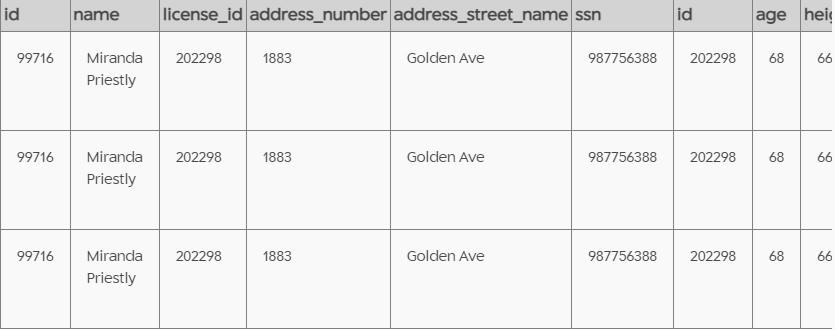 id name license_id address_number address_street_name ssn id age heig
99716 Miranda Priestly 202298 1883 Golden Ave 987756388 202298 68 66
99716 Miranda Priestly 202298 1883 Golden Ave 987756388 202298 68 66
99716 Miranda Priestly 202298 1883 Golden Ave 987756388 202298 68 66